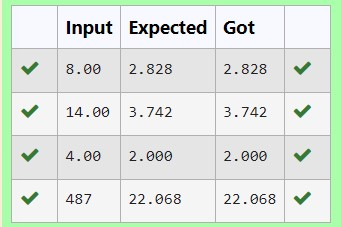 Input Expected Got
8.00 2.828 2.828
14.00 3.742 3.742
4.00 2.000 2.000
487 22.068 22.068